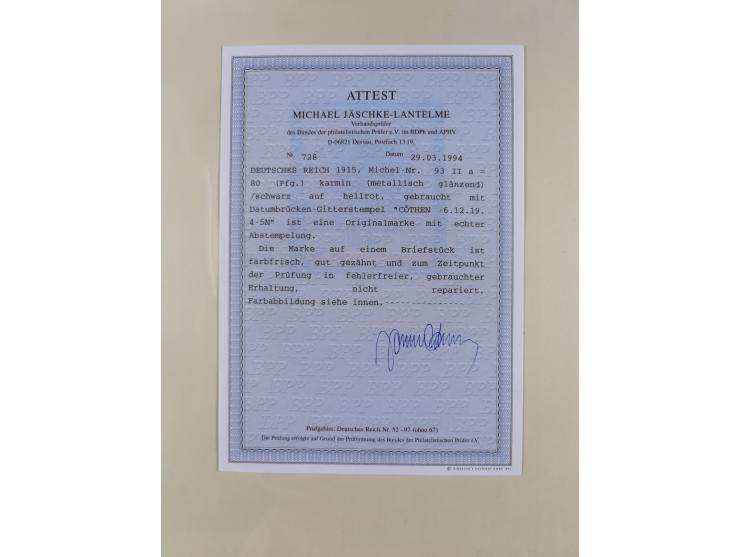 ATTEST
MICHAEL JÄSCHKE-LANTELME
Verbandsprüfer
des Bundes der philatelistischen Prüfer e.V. im BDPh und APHV
D-06821 Dessau, Postfach 13 19
Nr. 728 Datum 29.03.1994
DEUTSCHES REICH 1915, Michel-Nr. 93 II a =
80 (Pfg.) karmin (metallisch glänzend)
/schwarz auf hellrot, gebraucht mit
Datumbrücken-Gitterstempel "CÖTHEN -6.12.19.
4-5N" ist eine Originalmarke mit echter
Abstempelung.
Die Marke auf einem Briefstück ist
farbfrisch, gut gezähnt und zum Zeitpunkt
der Prüfung in fehlerfreier, gebrauchter
Erhaltung, nicht repariert.
Farbabbildung siehe innen.----------------
Prüfgebiet: Deutsches Reich Nr. 52 - 97 (ohne 67)
Die Prüfung erfolgte auf Grund der Prüfordnung des Bundes der Philatelistischen Prüfer e.V.